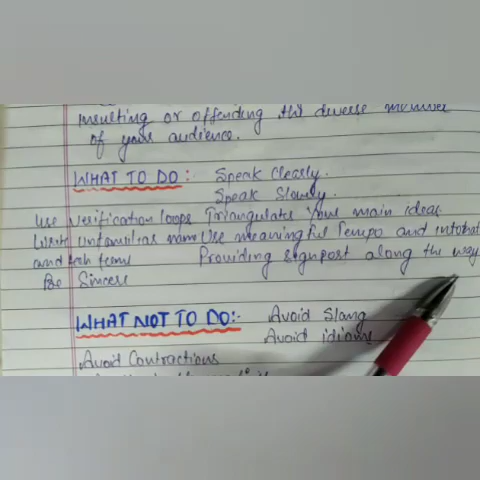 insulting or offending the diverse member
of your audience.
WHAT TO DO: Speak Clearly.
Speak Slowly.
Use Verification loops Triangulate your main ideas
Write Unfamiliar name Use meaningful Tempo and intonat
and tech terms Providing signpost along the way
Be Sincere
WHAT NOT TO DO:- Avoid Slang
Avoid idioms
Avoid Contractions